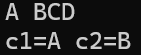 A BCD
c1=A c2=B